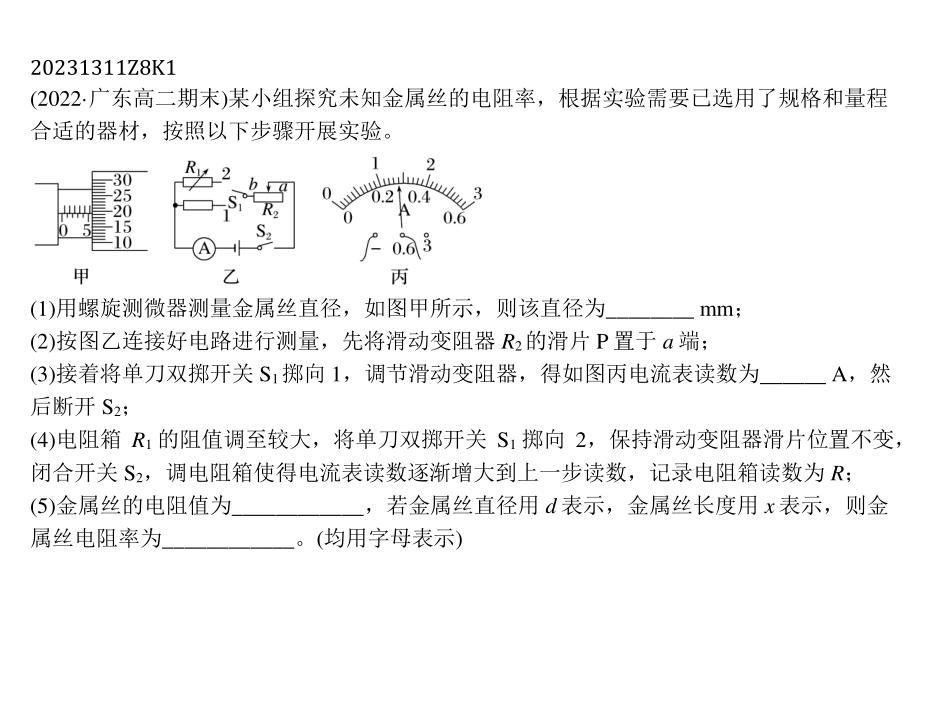 20231311Z8K1
(2022·广东高二期末)某小组探究未知金属丝的电阻率，根据实验需要已选用了规格和量程
合适的器材，按照以下步骤开展实验。
30
25
20
15
10
0 5
甲
R1 2
b a
S1
1 R2
S2
A
乙
0 1 2 3
0 0.2 0.4 0.6
A
− 0.6 3
丙
(1)用螺旋测微器测量金属丝直径，如图甲所示，则该直径为________ mm；
(2)按图乙连接好电路进行测量，先将滑动变阻器 R2的滑片 P 置于 a 端；
(3)接着将单刀双掷开关 S1掷向 1，调节滑动变阻器，得如图丙电流表读数为______ A，然
后断开 S2；
(4)电阻箱 R1 的阻值调至较大，将单刀双掷开关 S1 掷向 2，保持滑动变阻器滑片位置不变，
闭合开关 S2，调电阻箱使得电流表读数逐渐增大到上一步读数，记录电阻箱读数为 R；
(5)金属丝的电阻值为____________，若金属丝直径用 d 表示，金属丝长度用 x 表示，则金
属丝电阻率为____________。(均用字母表示)